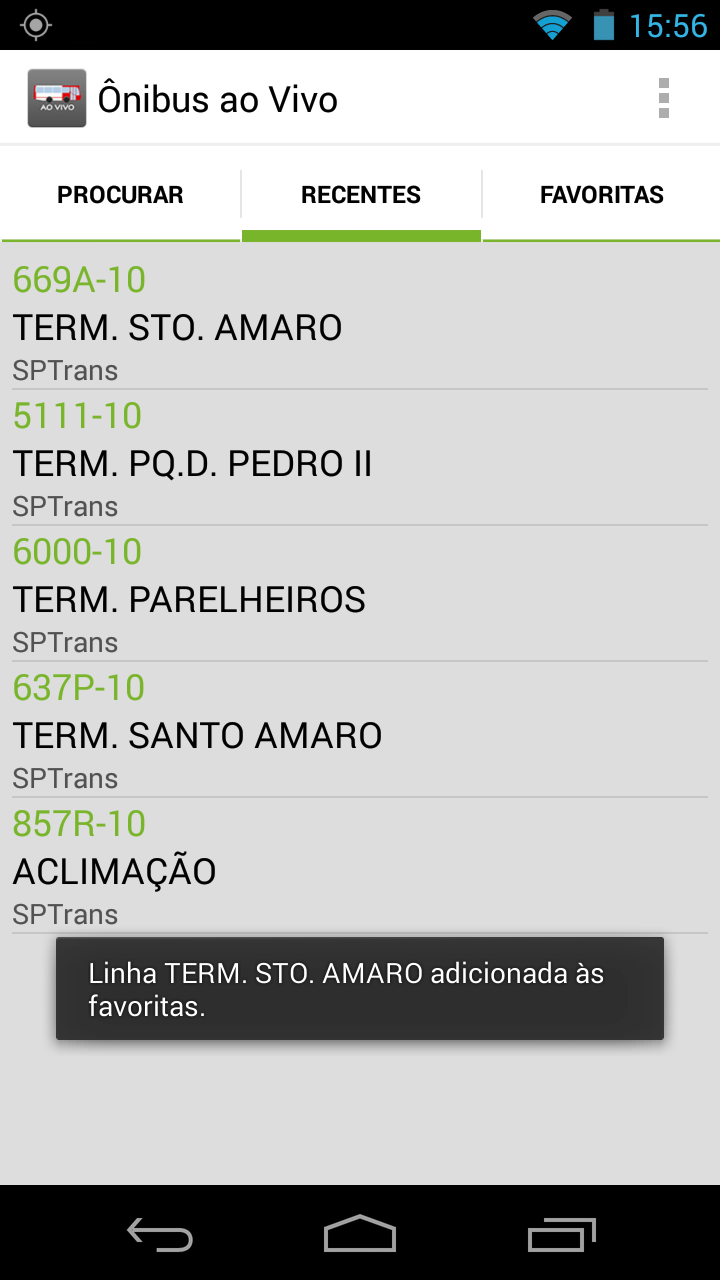 15:56
AO VIVO
Ônibus ao Vivo
PROCURAR
RECENTES
FAVORITAS
669A-10
TERM. STO. AMARO
SPTrans
5111-10
TERM. PQ.D. PEDRO II
SPTrans
6000-10
TERM. PARELHEIROS
SPTrans
637P-10
TERM. SANTO AMARO
SPTrans
857R-10
ACLIMAÇÃO
SPTrans
Linha TERM. STO. AMARO adicionada às
favoritas.